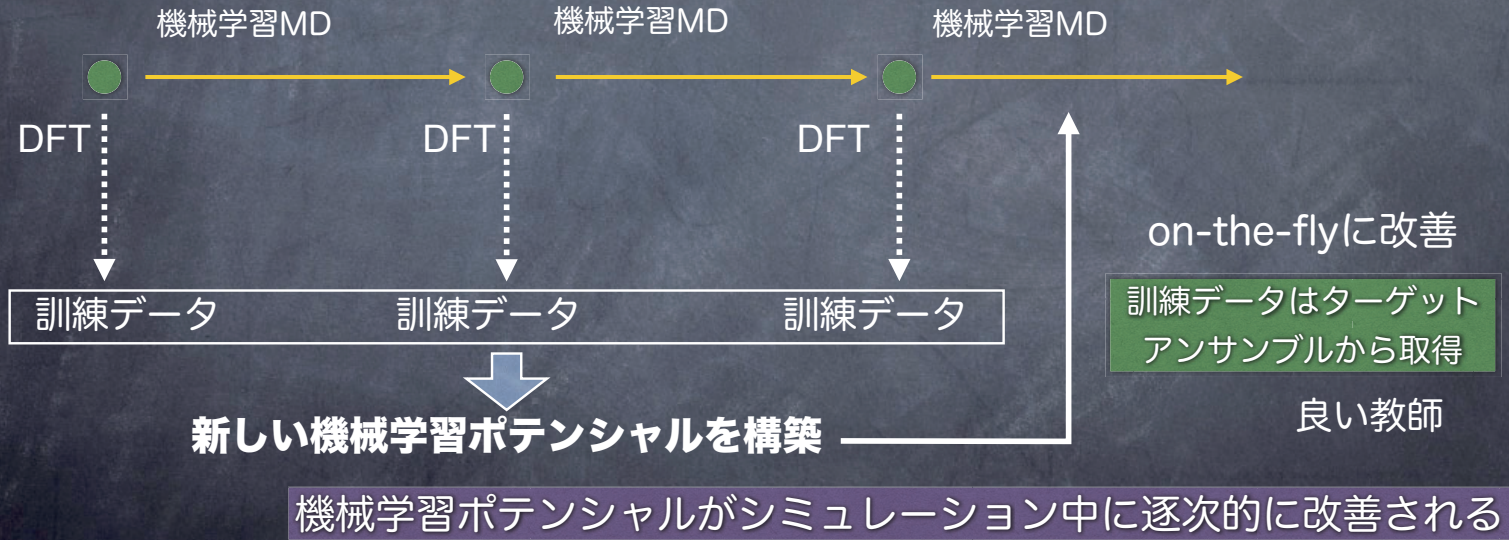 機械学習MD
機械学習MD
機械学習MD
DFT
DFT
DFT
on-the-flyに改善
訓練データ
訓練データ
訓練データ
訓練データはターゲット
アンサンブルから取得
良い教師
新しい機械学習ポテンシャルを構築
機械学習ポテンシャルがシミュレーション中に逐次的に改善される